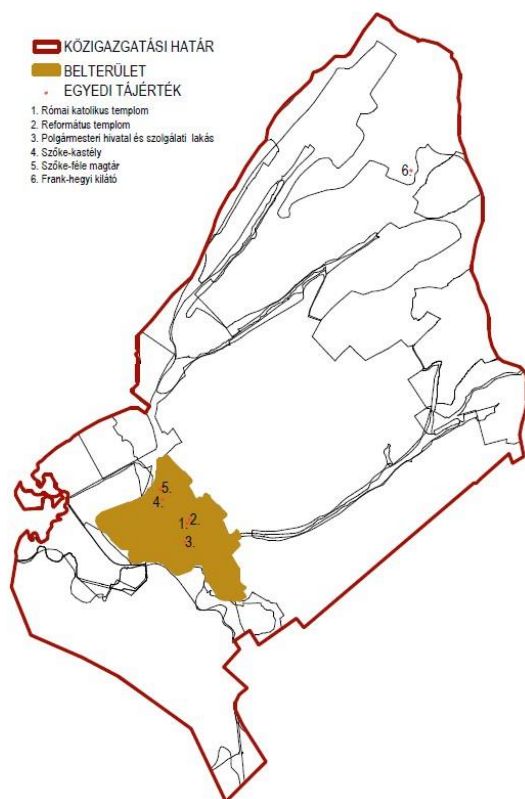 KÖZIGAZGATÁSI HATÁR
BELTERÜLET
EGYEDI TÁJÉRTÉK
1. Római katolikus templom
2. Református templom
3. Polgármesteri hivatal és szolgálati lakás
4. Szőke-kastély
5. Szőke-féle magtár
6. Frank-hegyi kilátó
6.
5.
4.
1. 2.
3.